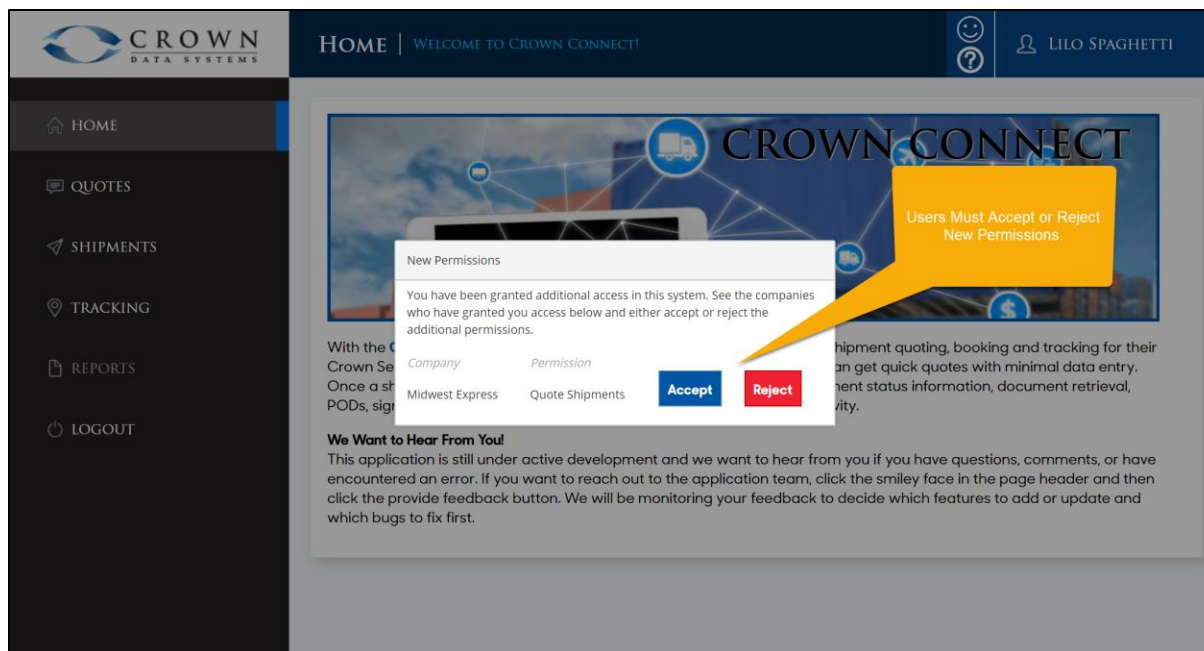 CROWN
DATA SYSTEMS
HOME | WELCOME TO CROWN CONNECT!
?
LILO SPAGHETTI
HOME
QUOTES
SHIPMENTS
TRACKING
REPORTS
LOGOUT
CROWN CONNECT
$
Users Must Accept or Reject
New Permissions.
New Permissions
You have been granted additional access in this system. See the companies
who have granted you access below and either accept or reject the
additional permissions.
Company Permission
Midwest Express Quote Shipments Accept Reject
With the hipment quoting, booking and tracking for their
Crown Se an get quick quotes with minimal data entry.
Once a sh ent status information, document retrieval,
PODs, sig vity.
We Want to Hear From You!
This application is still under active development and we want to hear from you if you have questions, comments, or have
encountered an error. If you want to reach out to the application team, click the smiley face in the page header and then
click the provide feedback button. We will be monitoring your feedback to decide which features to add or update and
which bugs to fix first.